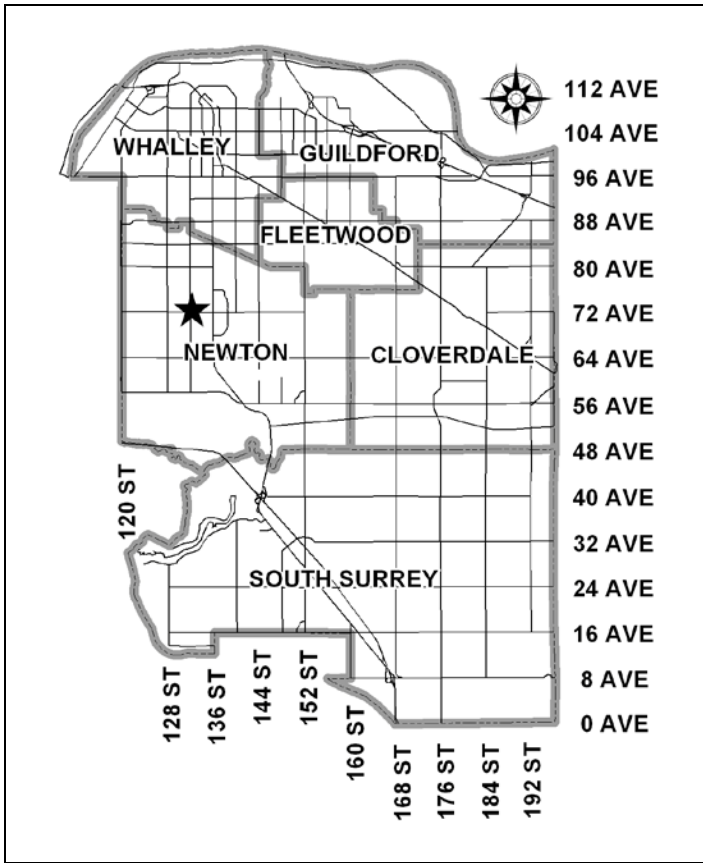 112 AVE
104 AVE
WHALLEY
GUILDFORD
96 AVE
88 AVE
FLEETWOOD
80 AVE
72 AVE
NEWTON
CLOVERDALE
64 AVE
56 AVE
48 AVE
120 ST
40 AVE
32 AVE
SOUTH SURREY
24 AVE
16 AVE
8 AVE
0 AVE
128 ST
136 ST
144 ST
152 ST
160 ST
168 ST
176 ST
184 ST
192 ST